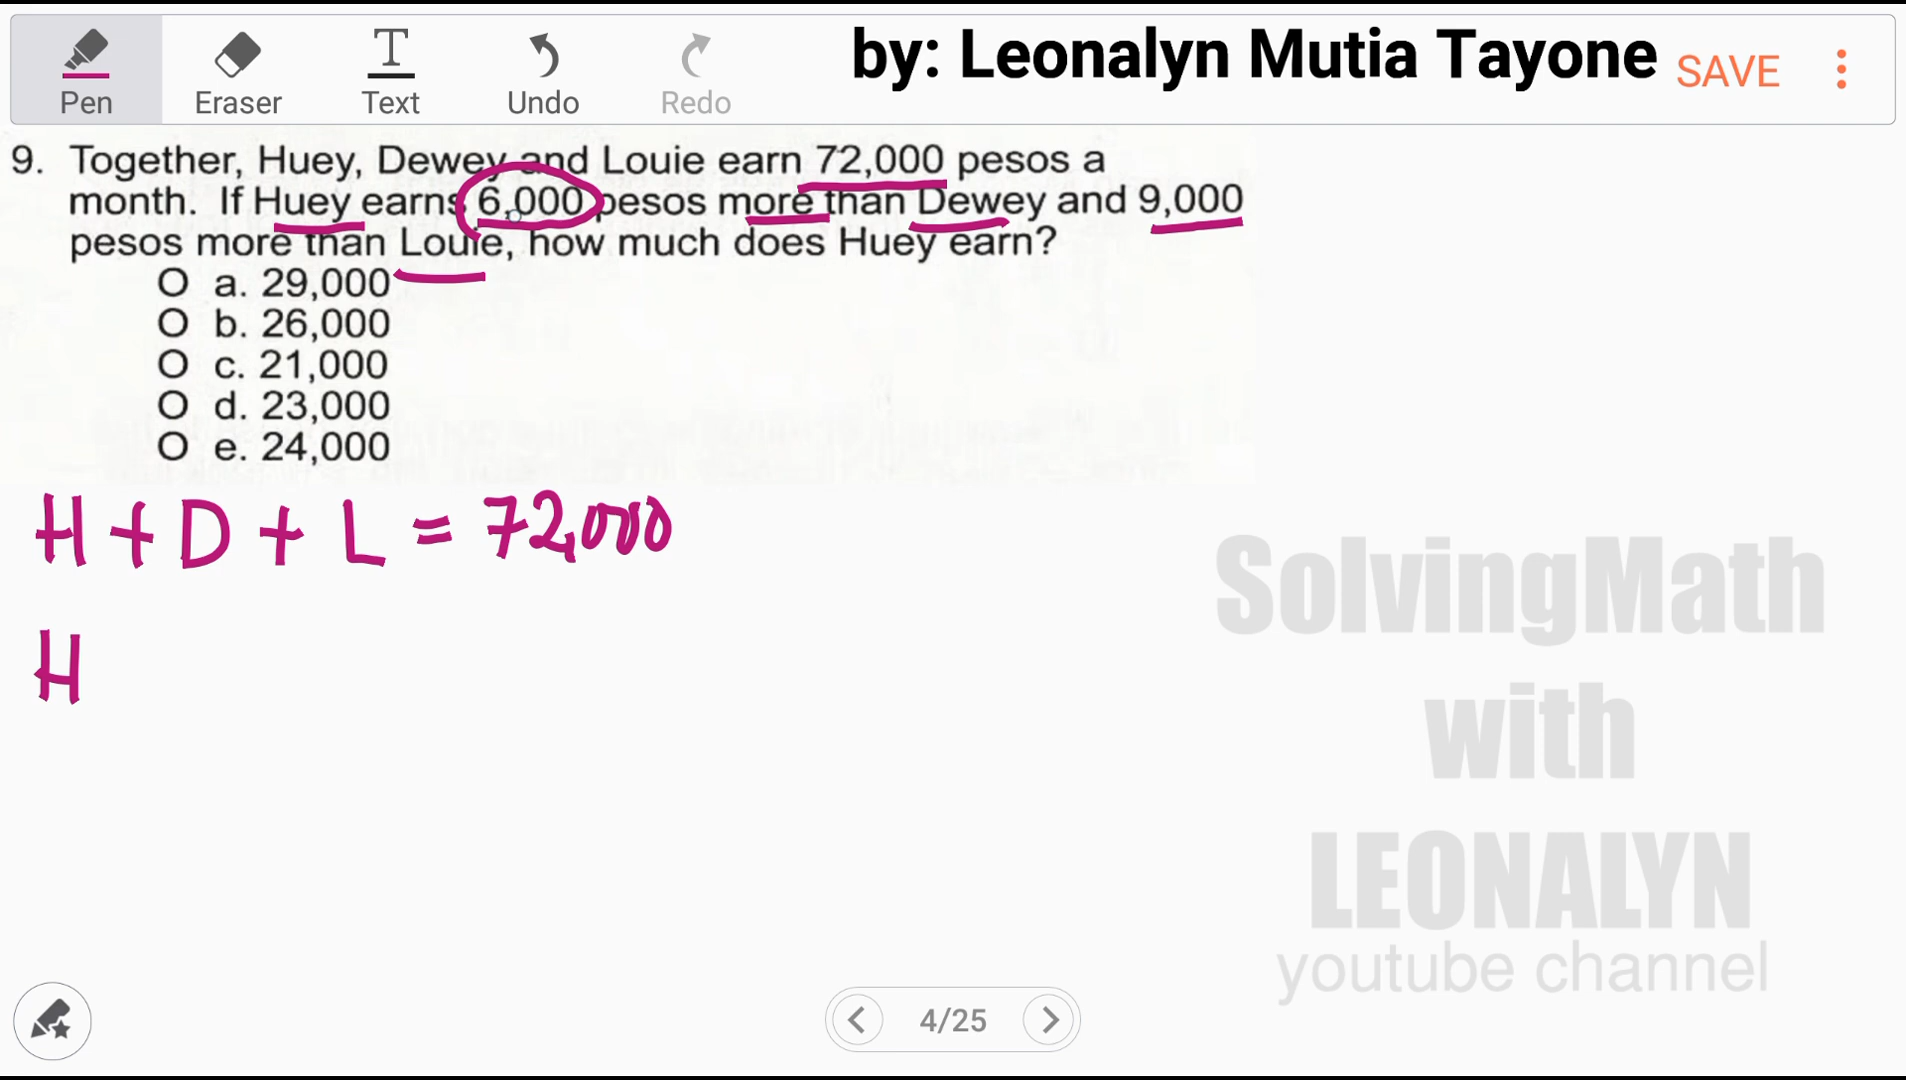 by: Leonalyn Mutia Tayone
SAVE
Pen
Eraser
Text
Undo
Redo
9. Together, Huey, Dewey and Louie earn 72,000 pesos a
month. If Huey earns 6,000 pesos more than Dewey and 9,000
pesos more than Louie, how much does Huey earn?
O a. 29,000
O b. 26,000
O c. 21,000
O d. 23,000
O e. 24,000
H + D + L = 72,000
H
SolvingMath
with
LEONALYN
youtube channel
4/25